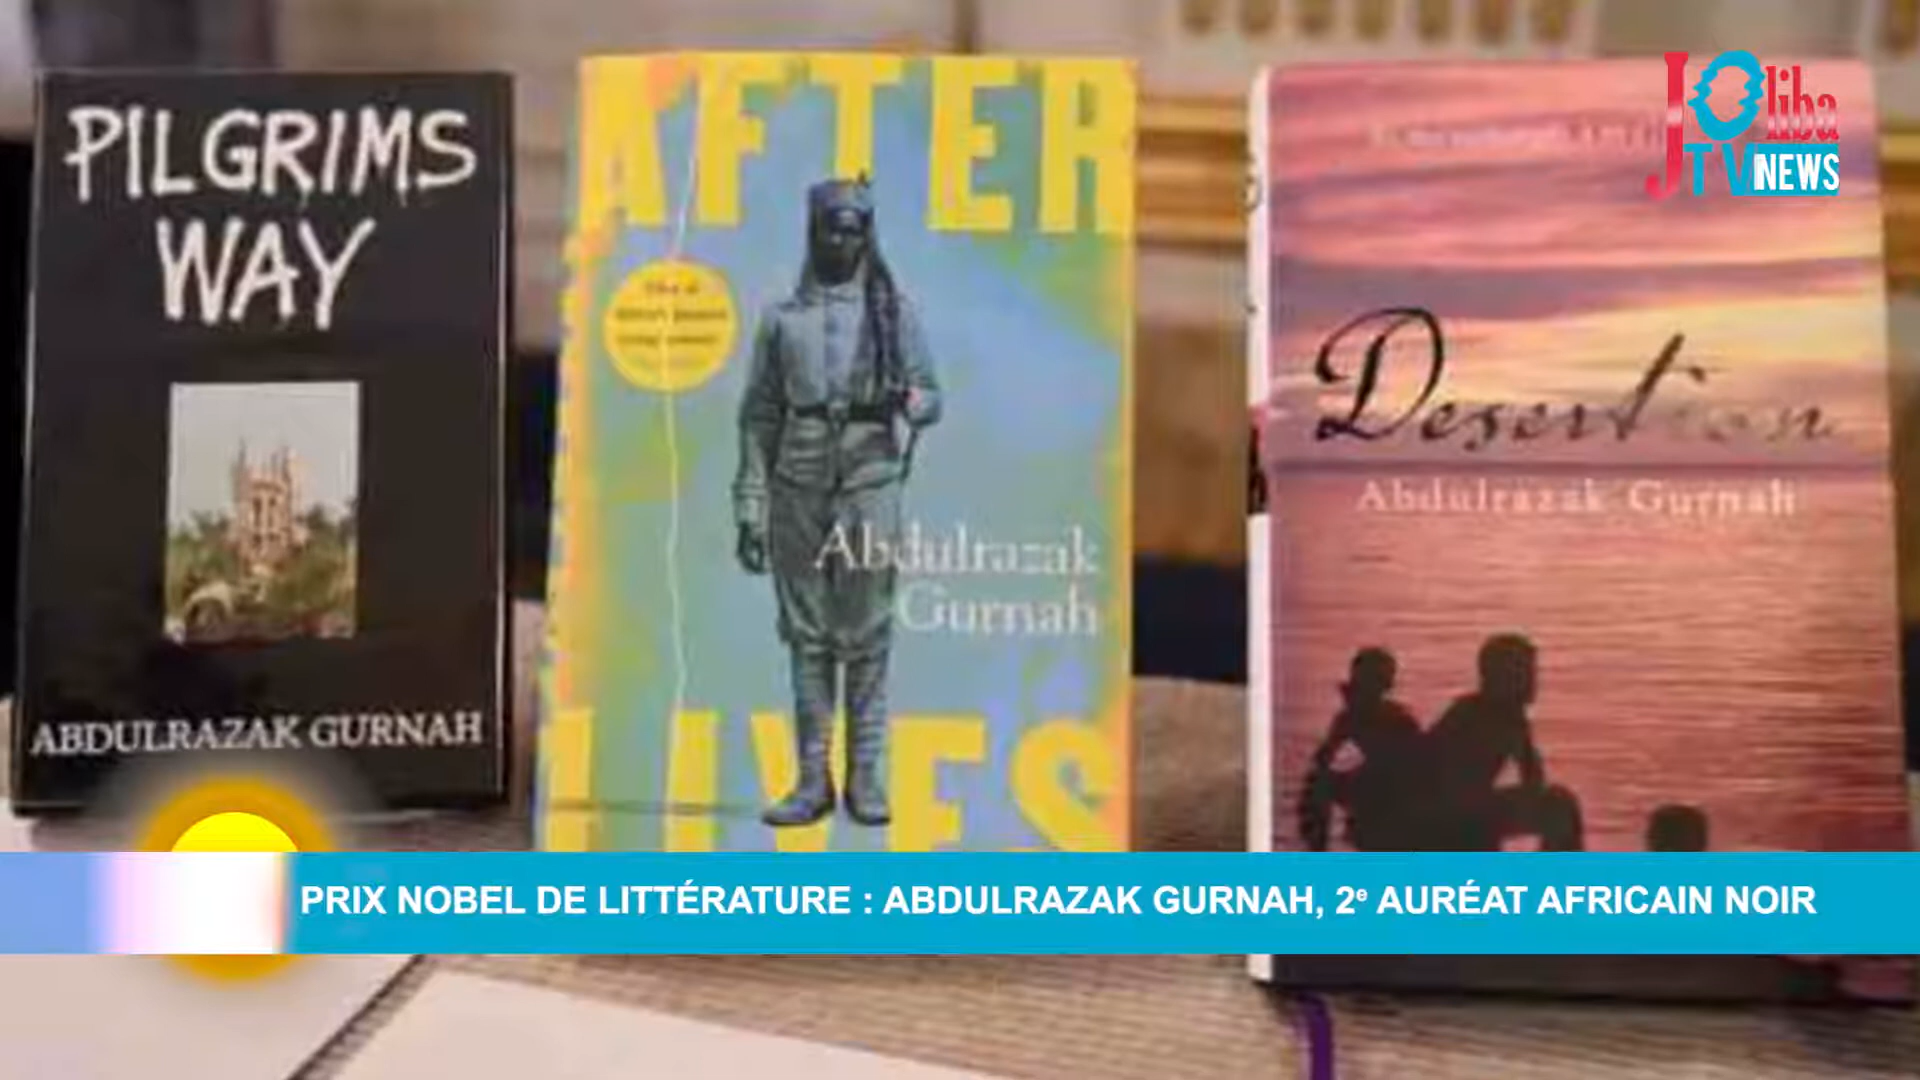 PILGRIMS
WAY
ABDULRAZAK GURNAH
AFTER
Abdulrazak
Gurnah
LIVES
Desertion
Abdulrazak Gurnah
JOliba
TV NEWS
PRIX NOBEL DE LITTÉRATURE : ABDULRAZAK GURNAH, 2e AURÉAT AFRICAIN NOIR